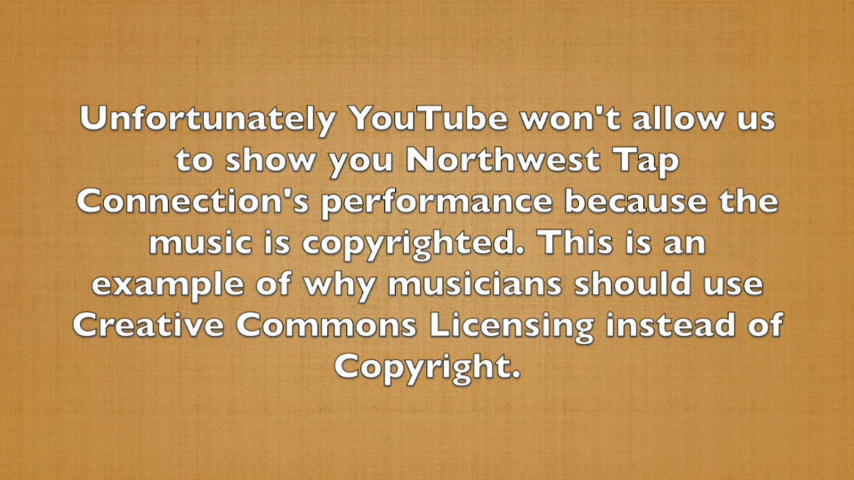 Unfortunately YouTube won't allow us
to show you Northwest Tap
Connection's performance because the
music is copyrighted. This is an
example of why musicians should use
Creative Commons Licensing instead of
Copyright.